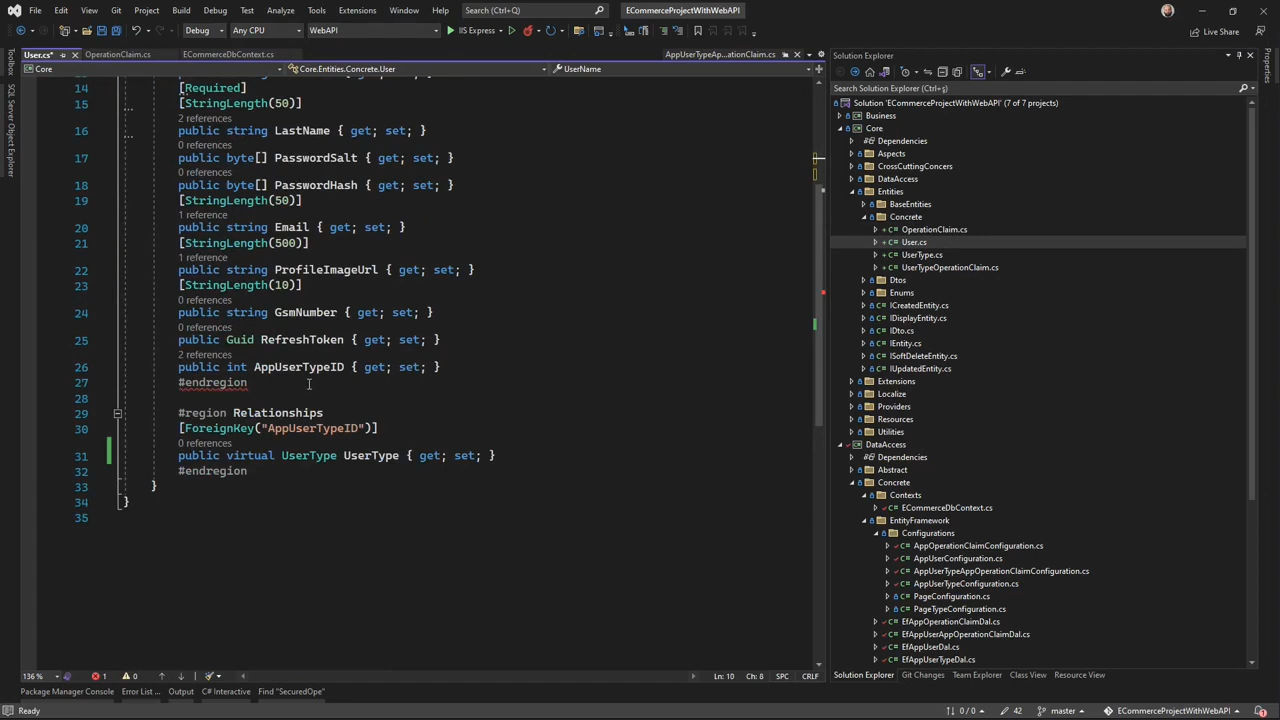 File Edit View Git Project Build Debug Test Analyze Tools Extensions Window Help Search (Ctrl+Q) ECommerceProjectWithWebAPI
Debug Any CPU WebAPI IIS Express Live Share
User.cs* OperationClaim.cs ECommerceDbContext.cs AppUserTypeAp...ationClaim.cs
Core Core.Entities.Concrete.User UserName
14 [Required]
15 [StringLength(50)]
2 references
16 public string LastName { get; set; }
0 references
17 public byte[] PasswordSalt { get; set; }
0 references
18 public byte[] PasswordHash { get; set; }
19 [StringLength(50)]
1 reference
20 public string Email { get; set; }
21 [StringLength(500)]
1 reference
22 public string ProfileImageUrl { get; set; }
23 [StringLength(10)]
0 references
24 public int GsmNumber { get; set; }
0 references
25 public Guid RefreshToken { get; set; }
2 references
26 public int AppUserTypeID { get; set; }
27 #endregion
28
29 #region Relationships
30 [ForeignKey("AppUserTypeID")]
0 references
31 public virtual UserType UserType { get; set; }
32 #endregion
33 }
34 }
35
136 % 1 0 Ln: 10 Ch: 8 SPC CRLF
Package Manager Console Error List ... Output C# Interactive Find "SecuredOpe"
Ready 0 / 0 42 master ECommerceProjectWithWebAPI 1
Toolbox
SQL Server Object Explorer
Solution Explorer
Search Solution Explorer (Ctrl+ş)
Solution 'ECommerceProjectWithWebAPI' (7 of 7 projects)
Business
Core
Dependencies
Aspects
CrossCuttingConcers
DataAccess
Entities
BaseEntities
Concrete
OperationClaim.cs
User.cs
UserType.cs
UserTypeOperationClaim.cs
Dtos
Enums
ICreatedEntity.cs
IDisplayEntity.cs
IDto.cs
IEntity.cs
ISoftDeleteEntity.cs
IUpdatedEntity.cs
Extensions
Localize
Providers
Resources
Utilities
DataAccess
Dependencies
Abstract
Concrete
Contexts
ECommerceDbContext.cs
EntityFramework
Configurations
AppOperationClaimConfiguration.cs
AppUserConfiguration.cs
AppUserTypeAppOperationClaimConfiguration.cs
AppUserTypeConfiguration.cs
PageConfiguration.cs
PageTypeConfiguration.cs
EfAppOperationClaimDal.cs
EfAppUserAppOperationClaimDal.cs
EfAppUserDal.cs
EfAppUserTypeDal.cs
Solution Explorer Git Changes Team Explorer Class View Resource View
Properties